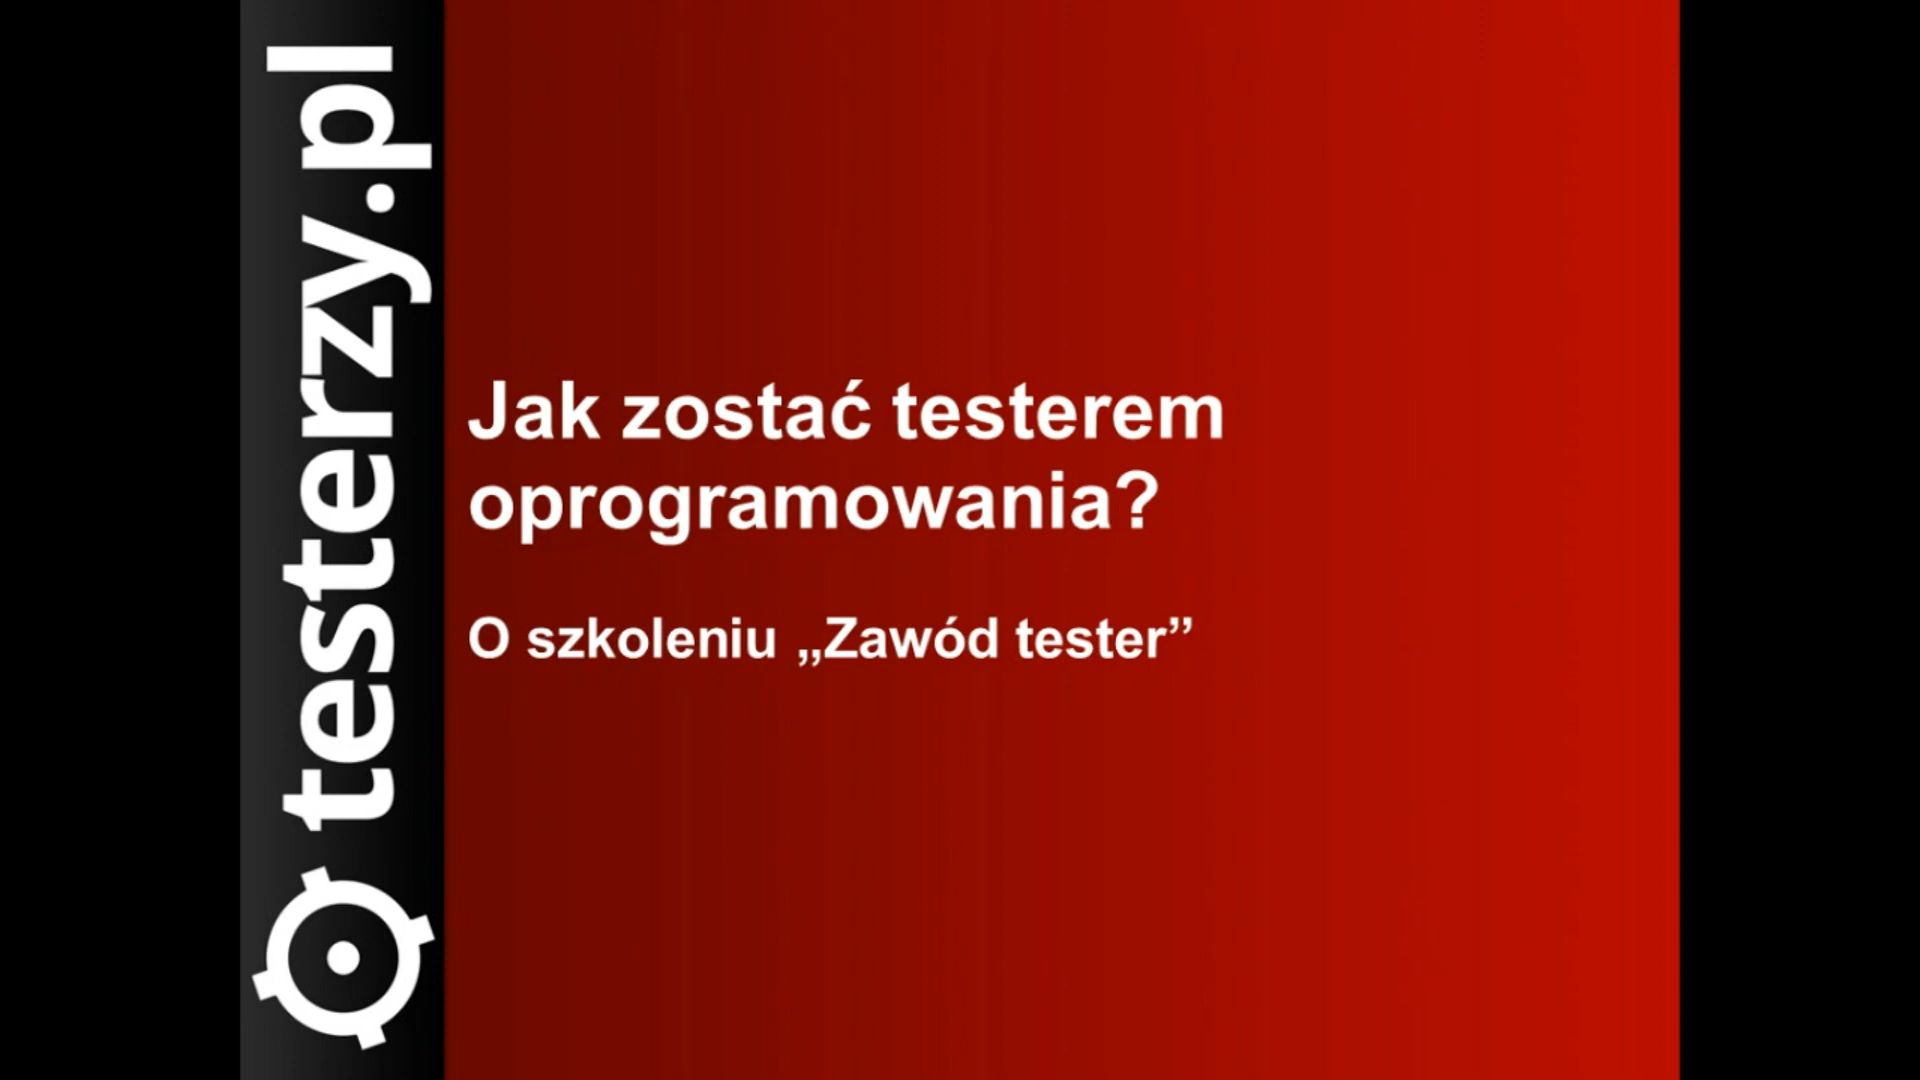 testerzy.pl
Jak zostać testerem
oprogramowania?
O szkoleniu „Zawód tester”